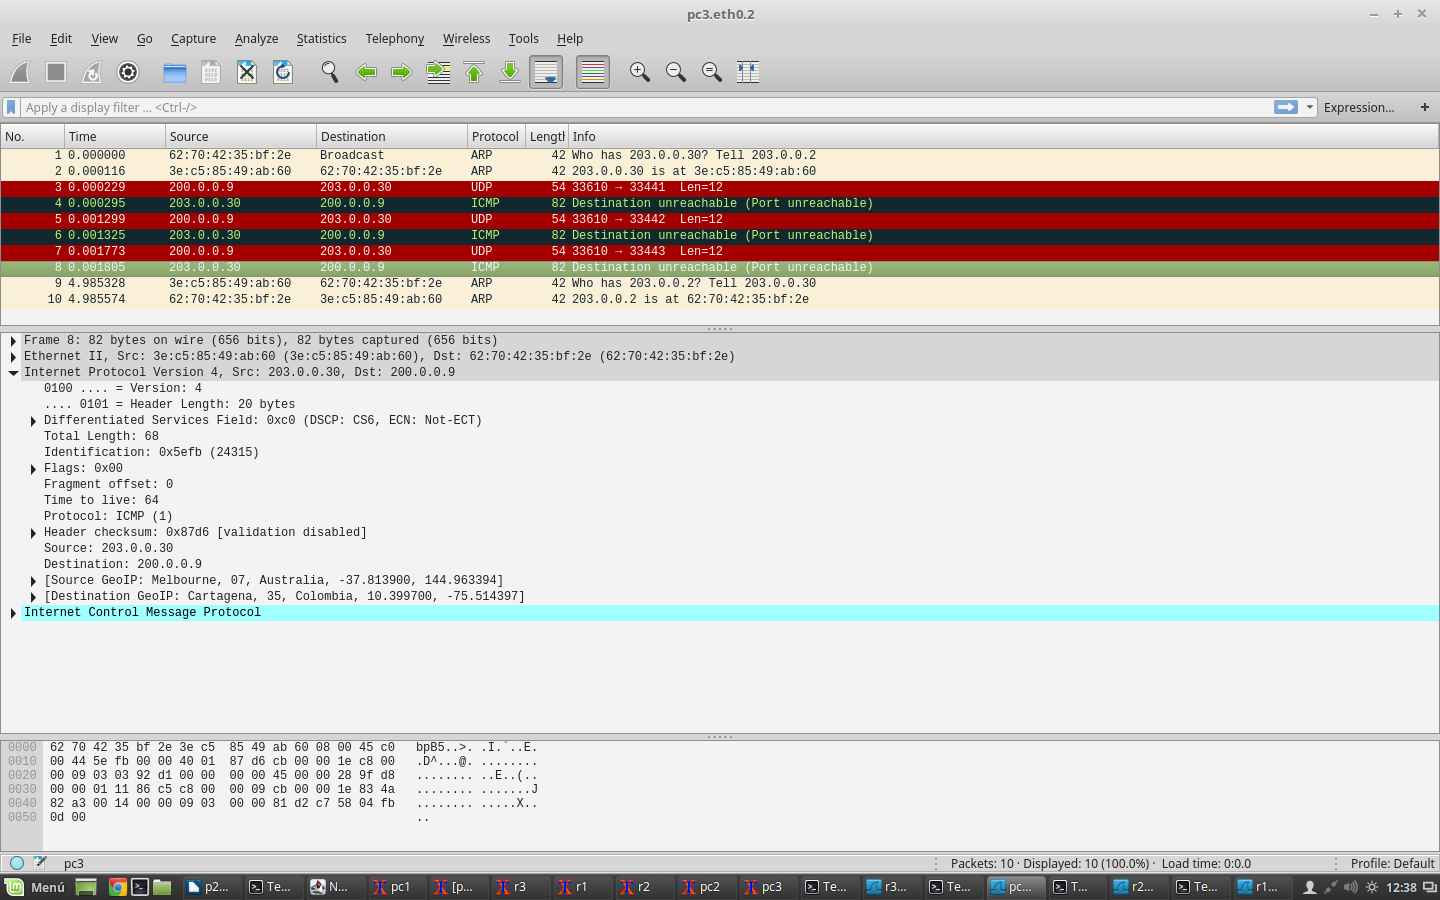 pc3.eth0.2
File Edit View Go Capture Analyze Statistics Telephony Wireless Tools Help
Apply a display filter ... <Ctrl-/> Expression... +
No. Time Source Destination Protocol Length Info
1 0.000000 62:70:42:35:bf:2e Broadcast ARP 42 Who has 203.0.0.30? Tell 203.0.0.2
2 0.000116 3e:c5:85:49:ab:60 62:70:42:35:bf:2e ARP 42 203.0.0.30 is at 3e:c5:85:49:ab:60
3 0.000229 200.0.0.9 203.0.0.30 UDP 54 33610 → 33441 Len=12
4 0.000295 203.0.0.30 200.0.0.9 ICMP 82 Destination unreachable (Port unreachable)
5 0.001299 200.0.0.9 203.0.0.30 UDP 54 33610 → 33442 Len=12
6 0.001325 203.0.0.30 200.0.0.9 ICMP 82 Destination unreachable (Port unreachable)
7 0.001773 200.0.0.9 203.0.0.30 UDP 54 33610 → 33443 Len=12
8 0.001805 203.0.0.30 200.0.0.9 ICMP 82 Destination unreachable (Port unreachable)
9 4.985328 3e:c5:85:49:ab:60 62:70:42:35:bf:2e ARP 42 Who has 203.0.0.2? Tell 203.0.0.30
10 4.985574 62:70:42:35:bf:2e 3e:c5:85:49:ab:60 ARP 42 203.0.0.2 is at 62:70:42:35:bf:2e
Frame 8: 82 bytes on wire (656 bits), 82 bytes captured (656 bits)
Ethernet II, Src: 3e:c5:85:49:ab:60 (3e:c5:85:49:ab:60), Dst: 62:70:42:35:bf:2e (62:70:42:35:bf:2e)
Internet Protocol Version 4, Src: 203.0.0.30, Dst: 200.0.0.9
0100 .... = Version: 4
.... 0101 = Header Length: 20 bytes
Differentiated Services Field: 0xc0 (DSCP: CS6, ECN: Not-ECT)
Total Length: 68
Identification: 0x5efb (24315)
Flags: 0x00
Fragment offset: 0
Time to live: 64
Protocol: ICMP (1)
Header checksum: 0x87d6 [validation disabled]
Source: 203.0.0.30
Destination: 200.0.0.9
[Source GeoIP: Melbourne, 07, Australia, -37.813900, 144.963394]
[Destination GeoIP: Cartagena, 35, Colombia, 10.399700, -75.514397]
Internet Control Message Protocol
0000 62 70 42 35 bf 2e 3e c5 85 49 ab 60 08 00 45 c0 bpB5..>. .I.`..E.
0010 00 44 5e fb 00 00 40 01 87 d6 cb 00 00 1e c8 00 .D^...@. ........
0020 00 09 03 03 92 d1 00 00 00 00 45 00 00 28 9f d8 ........ ..E..(..
0030 00 00 01 11 86 c5 c8 00 00 09 cb 00 00 1e 83 4a ........ .......J
0040 82 a3 00 14 00 00 09 03 00 00 81 d2 c7 58 04 fb ........ .....X..
0050 0d 00 ..
pc3 Packets: 10 · Displayed: 10 (100.0%) · Load time: 0:0.0 Profile: Default
Menú p2... Te... N... pc1 [p... r3 r1 r2 pc2 pc3 Te... r3... Te... pc... T... r2... Te... r1... 12:38